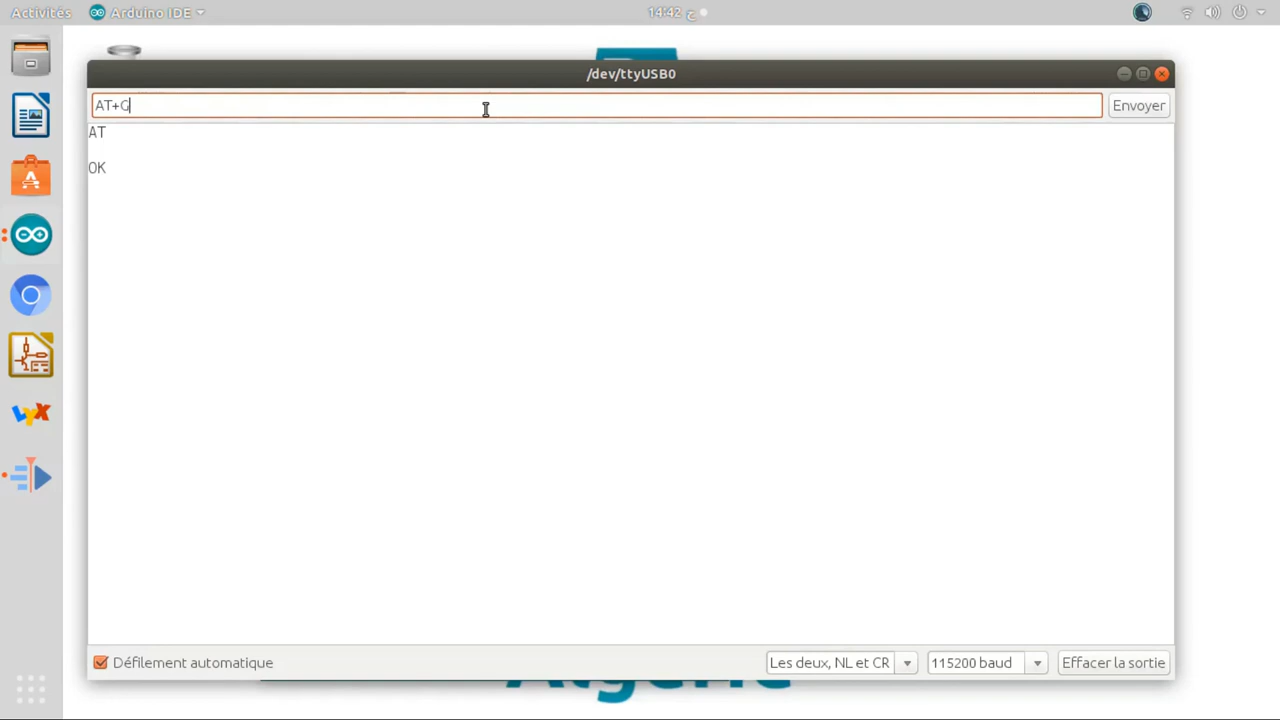 Activités
Arduino IDE
14:42 ج
/dev/ttyUSB0
AT+G
Envoyer
AT
OK
Défilement automatique
Les deux, NL et CR
115200 baud
Effacer la sortie
LyX